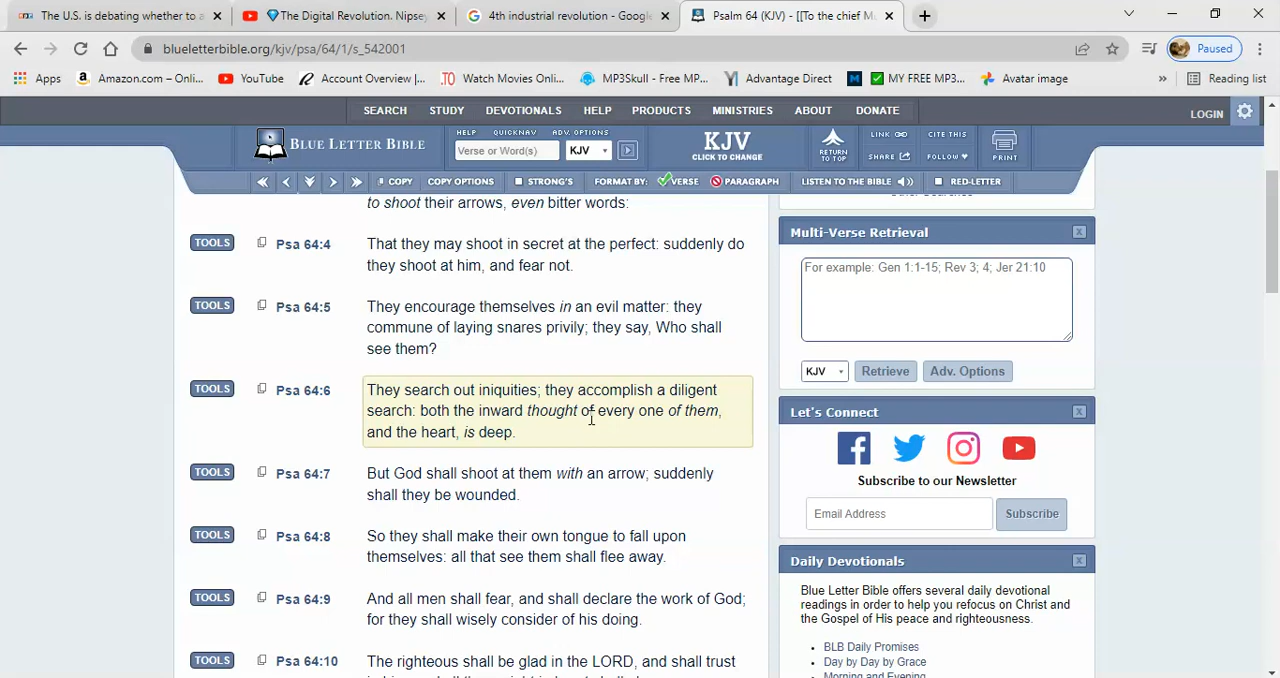 The U.S. is debating whether to a
The Digital Revolution. Nipsey
4th industrial revolution - Google
Psalm 64 (KJV) - [[To the chief Mu
blueletterbible.org/kjv/psa/64/1/s_542001
Paused
Apps
Amazon.com – Onli...
YouTube
Account Overview |...
Watch Movies Onli...
MP3Skull - Free MP...
Advantage Direct
MY FREE MP3...
Avatar image
»
Reading list
SEARCH STUDY DEVOTIONALS HELP PRODUCTS MINISTRIES ABOUT DONATE
LOGIN
BLUE LETTER BIBLE
HELP QUICKNAV ADV. OPTIONS
Verse or Word(s)
KJV
KJV
CLICK TO CHANGE
RETURN
TO TOP
LINK
CITE THIS
SHARE
FOLLOW
PRINT
COPY COPY OPTIONS STRONG'S FORMAT BY: VERSE PARAGRAPH LISTEN TO THE BIBLE RED-LETTER
to shoot their arrows, even bitter words:
TOOLS Psa 64:4 That they may shoot in secret at the perfect: suddenly do
they shoot at him, and fear not.
TOOLS Psa 64:5 They encourage themselves in an evil matter: they
commune of laying snares privily; they say, Who shall
see them?
TOOLS Psa 64:6 They search out iniquities; they accomplish a diligent
search: both the inward thought of every one of them,
and the heart, is deep.
TOOLS Psa 64:7 But God shall shoot at them with an arrow; suddenly
shall they be wounded.
TOOLS Psa 64:8 So they shall make their own tongue to fall upon
themselves: all that see them shall flee away.
TOOLS Psa 64:9 And all men shall fear, and shall declare the work of God;
for they shall wisely consider of his doing.
TOOLS Psa 64:10 The righteous shall be glad in the LORD, and shall trust
Multi-Verse Retrieval
For example: Gen 1:1-15; Rev 3; 4; Jer 21:10
KJV Retrieve Adv. Options
Let's Connect
Subscribe to our Newsletter
Email Address Subscribe
Daily Devotionals
Blue Letter Bible offers several daily devotional
readings in order to help you refocus on Christ and
the Gospel of His peace and righteousness.
BLB Daily Promises
Day by Day by Grace
Morning and Evening